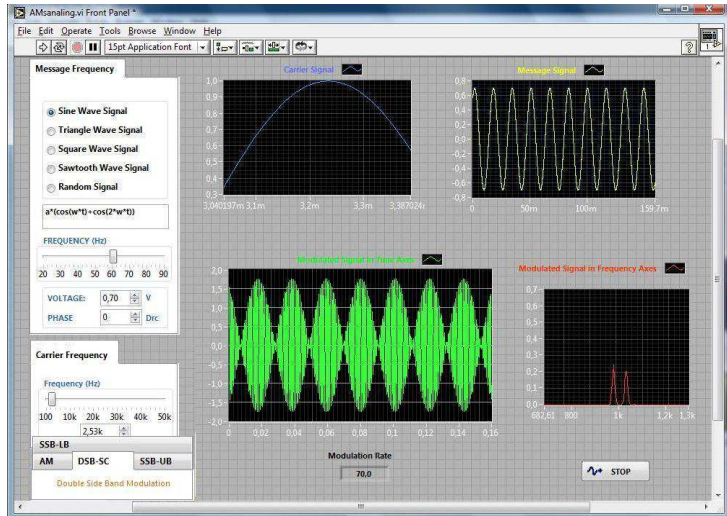 AMsanaling.vi Front Panel *
File Edit Operate Tools Browse Window Help
15pt Application Font
Message Frequency
Sine Wave Signal
Triangle Wave Signal
Square Wave Signal
Sawtooth Wave Signal
Random Signal
a*(cos(w*t)+cos(2*w*t))
FREQUENCY (Hz)
20 30 40 50 60 70 80 90
VOLTAGE: 0,70 V
PHASE 0 Drc
Carrier Frequency
Frequency (Hz)
100 10k 20k 30k 40k 50k
2,53k
SSB-LB
AM DSB-SC SSB-UB
Double Side Band Modulation
Carrier Signal
1,0
0,9
0,8
0,7
0,6
0,5
0,4
0,3
3,040197m 3,1m 3,2m 3,3m 3,387024m
Message Signal
0,8
0,6
0,4
0,2
0,0
-0,2
-0,4
-0,6
-0,8
0 50m 100m 159,7m
Modulated Signal in Time Axes
2,0
1,5
1,0
0,5
0,0
-0,5
-1,0
-1,5
-2,0
0 0,02 0,04 0,06 0,08 0,1 0,12 0,14 0,16
Modulated Signal in Frequency Axes
0,7
0,6
0,5
0,4
0,3
0,2
0,1
0,0
682,61 800 1k 1,2k 1,3k
Modulation Rate
70,0
STOP